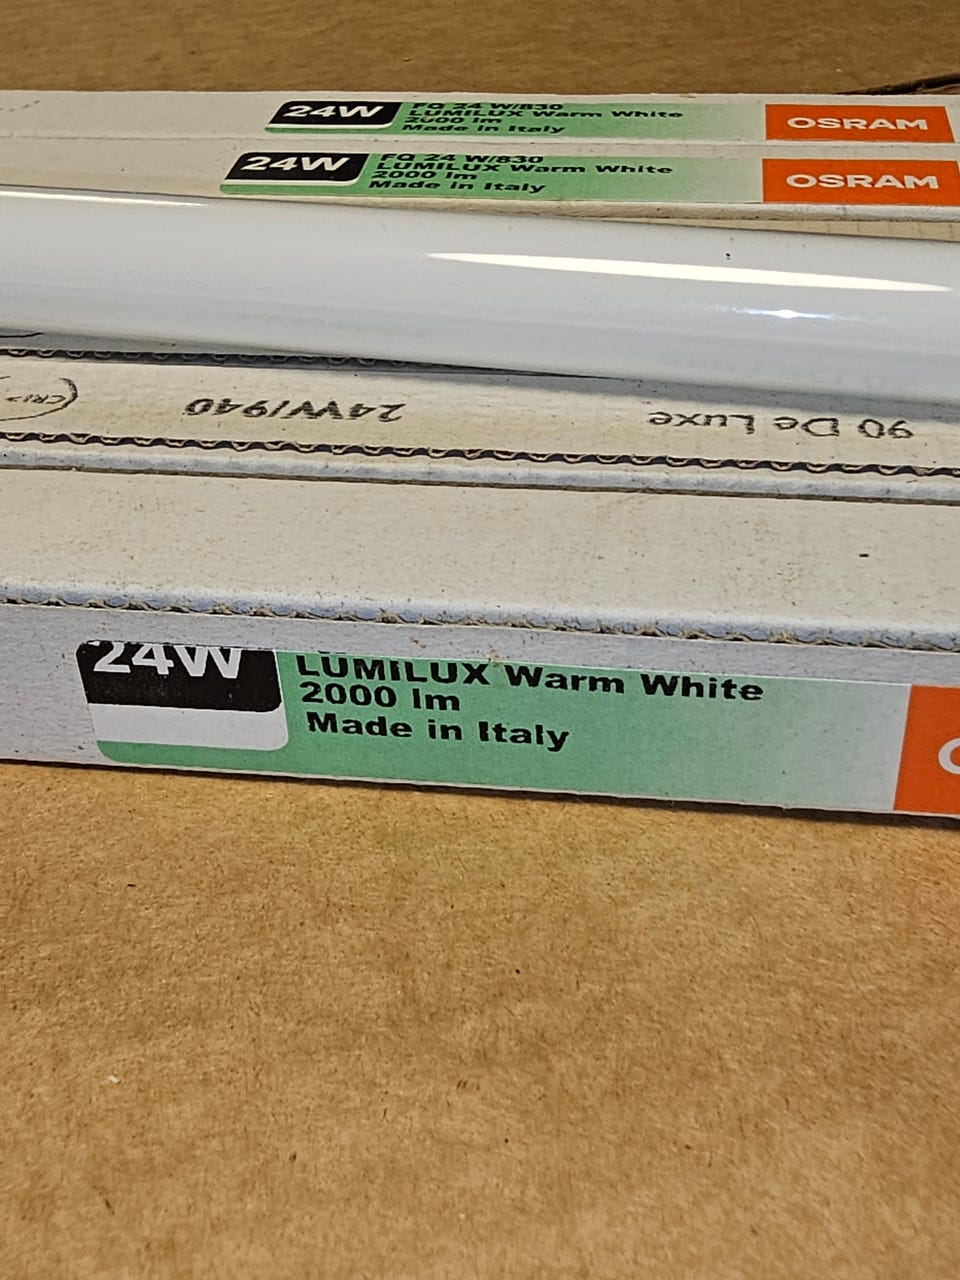 24W
FQ 24 W/830
LUMILUX Warm White
2000 lm
Made in Italy
OSRAM
24W
FQ 24 W/830
LUMILUX Warm White
2000 lm
Made in Italy
OSRAM
90 De Luxe 24W/940 (CRI>
24W
LUMILUX Warm White
2000 lm
Made in Italy